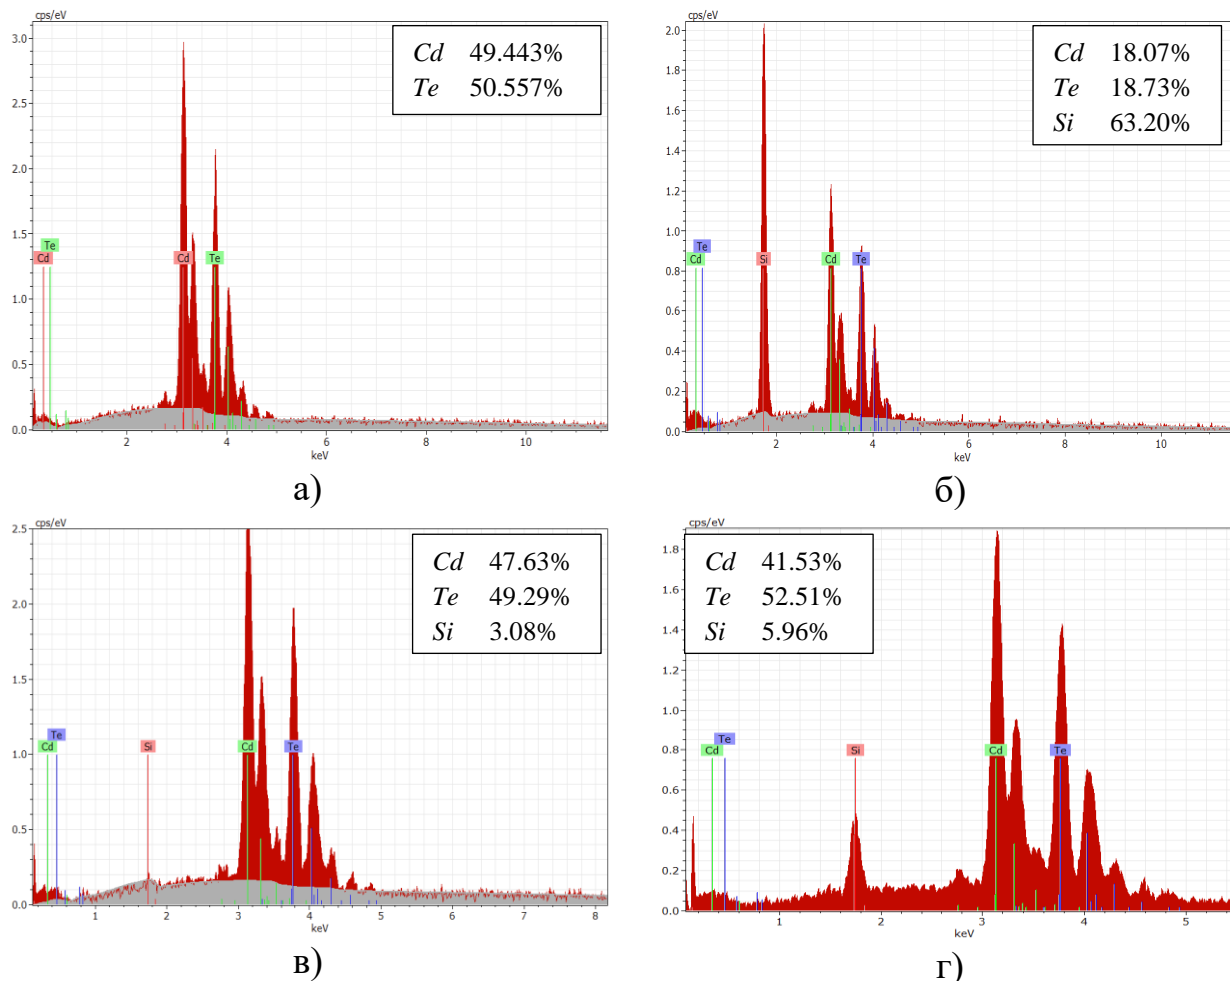 cps/eV
Cd 49.443%
Te 50.557%
3.0
2.5
2.0
1.5
1.0
0.5
0.0
Te
Cd
Cd
Te
2 4 6 8 10
keV
а)
cps/eV
Cd 18.07%
Te 18.73%
Si 63.20%
2.0
1.8
1.6
1.4
1.2
1.0
0.8
0.6
0.4
0.2
0.0
Te
Cd
Si
Cd
Te
2 4 6 8 10
keV
б)
cps/eV
Cd 47.63%
Te 49.29%
Si 3.08%
2.5
2.0
1.5
1.0
0.5
0.0
Te
Cd
Si
Cd
Te
1 2 3 4 5 6 7 8
keV
в)
cps/eV
Cd 41.53%
Te 52.51%
Si 5.96%
1.8
1.6
1.4
1.2
1.0
0.8
0.6
0.4
0.2
0.0
Te
Cd
Si
Cd
Te
1 2 3 4 5
keV
г)